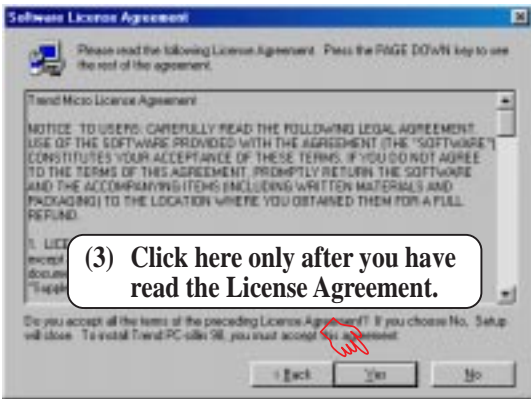 Software License Agreement
Please read the following License Agreement. Press the PAGE DOWN key to see
the rest of the agreement.
Trend Micro License Agreement
NOTICE TO USERS: CAREFULLY READ THE FOLLOWING LEGAL AGREEMENT.
USE OF THE SOFTWARE PROVIDED WITH THE AGREEMENT (THE "SOFTWARE")
CONSTITUTES YOUR ACCEPTANCE OF THESE TERMS. IF YOU DO NOT AGREE
TO THE TERMS OF THIS AGREEMENT, PROMPTLY RETURN THE SOFTWARE
AND THE ACCOMPANYING ITEMS (INCLUDING WRITTEN MATERIALS AND
PACKAGING) TO THE LOCATION WHERE YOU OBTAINED THEM FOR A FULL
REFUND.
1. LICE
except
docume
"Supple
(3) Click here only after you have
read the License Agreement.
Do you accept all the terms of the preceding License Agreement? If you choose No, Setup
will close. To install Trend PC-cillin 98, you must accept this agreement.
< Back
Yes
No